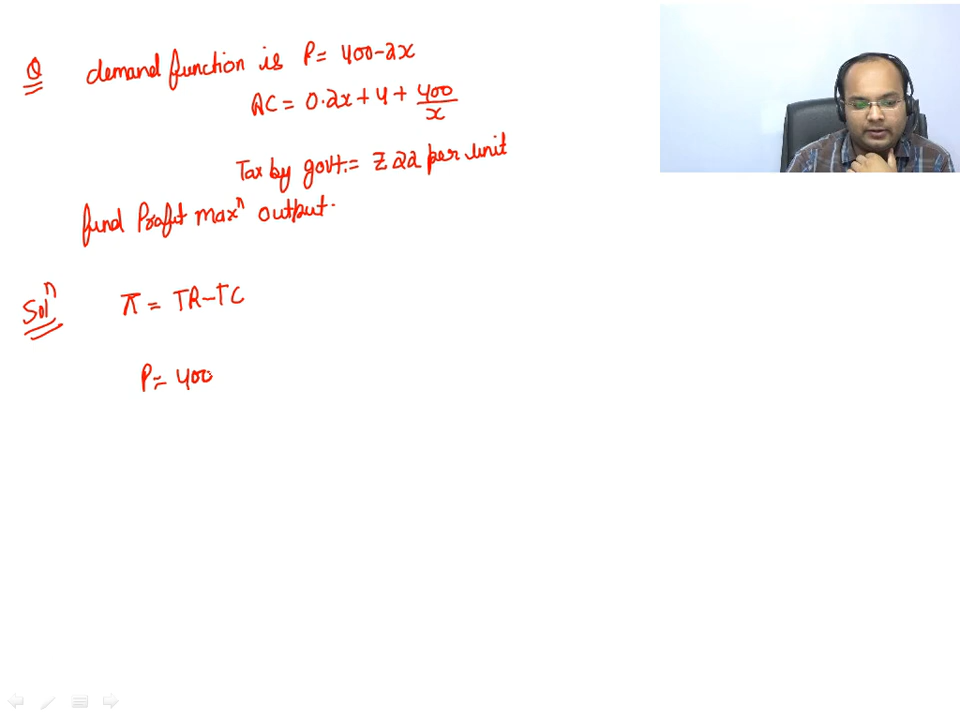 Q demand function is P = 400-2x
AC = 0.2x + 4 + 400/x
Tax by govt. = ₹ 22 per unit
find Profit maxⁿ output.
Solⁿ π = TR-TC
P = 400